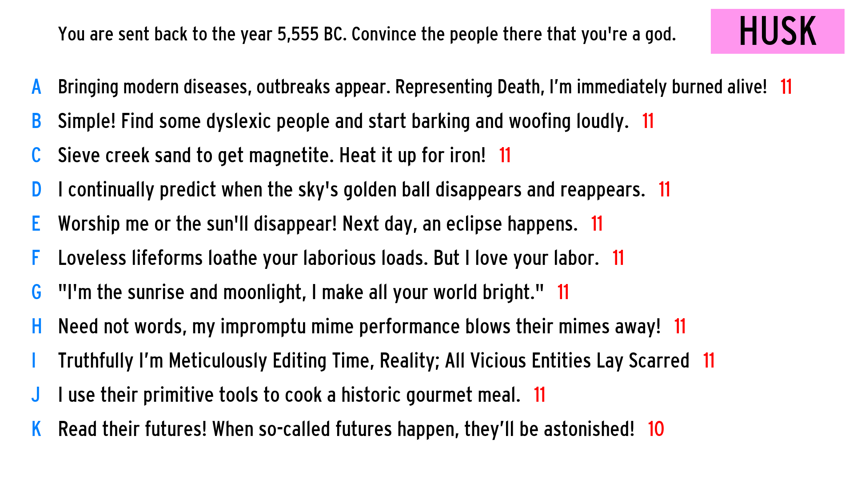 You are sent back to the year 5,555 BC. Convince the people there that you're a god.
HUSK
A Bringing modern diseases, outbreaks appear. Representing Death, I’m immediately burned alive! 11
B Simple! Find some dyslexic people and start barking and woofing loudly. 11
C Sieve creek sand to get magnetite. Heat it up for iron! 11
D I continually predict when the sky's golden ball disappears and reappears. 11
E Worship me or the sun'll disappear! Next day, an eclipse happens. 11
F Loveless lifeforms loathe your laborious loads. But I love your labor. 11
G "I'm the sunrise and moonlight, I make all your world bright." 11
H Need not words, my impromptu mime performance blows their mimes away! 11
I Truthfully I’m Meticulously Editing Time, Reality; All Vicious Entities Lay Scarred 11
J I use their primitive tools to cook a historic gourmet meal. 11
K Read their futures! When so-called futures happen, they’ll be astonished! 10